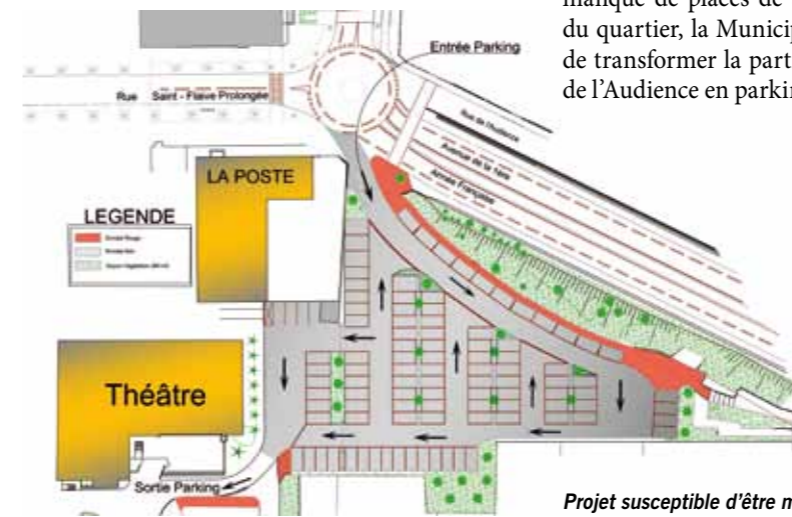 manque de places de
du quartier, la Municip
de transformer la part
de l'Audience en parkin
Entrée Parking
Rue Saint - Flaive Prolongée
Rue de l'Audience
Avenue de la 1ère
Armée Française
LA POSTE
LEGENDE
Théâtre
Sortie Parking
Projet susceptible d'être m